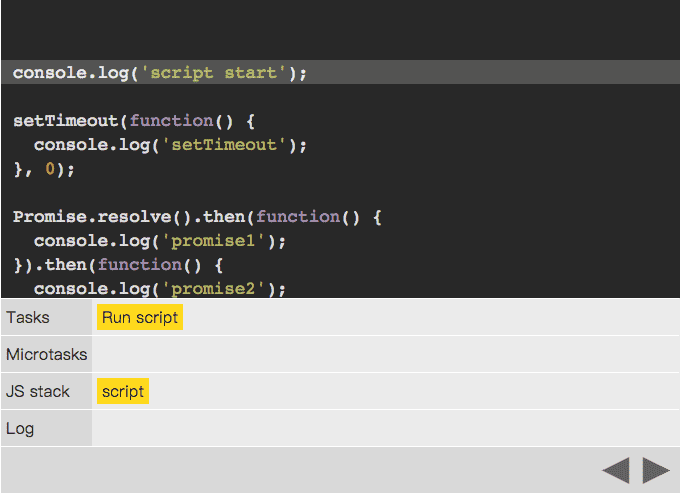 console.log('script start');
setTimeout(function() {
  console.log('setTimeout');
}, 0);
Promise.resolve().then(function() {
  console.log('promise1');
}).then(function() {
  console.log('promise2');
Tasks Run script
Microtasks
JS stack script
Log